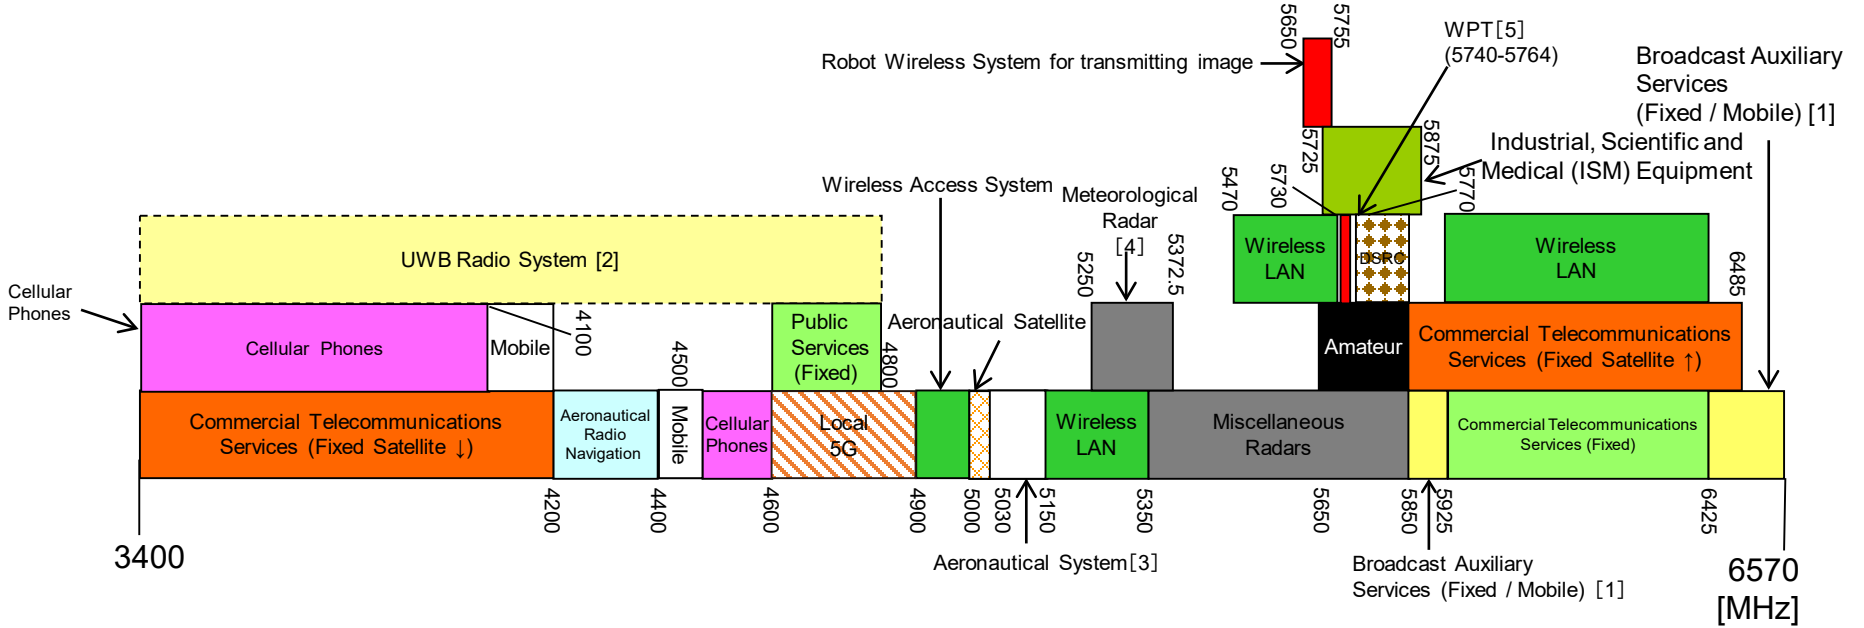 5650
5755
WPT[5]
(5740-5764)
Robot Wireless System for transmitting image
Broadcast Auxiliary
Services
(Fixed / Mobile) [1]
5725
5875
Industrial, Scientific and
Medical (ISM) Equipment
Wireless Access System
Meteorological
Radar
[4]
5470
5730
5770
UWB Radio System [2]
5250
5372.5
Wireless
LAN
DSRC
Wireless
LAN
6485
Cellular
Phones
Cellular Phones
Mobile
4100
4500
Public
Services
(Fixed)
4800
Aeronautical Satellite
Amateur
Commercial Telecommunications
Services (Fixed Satellite ↑)
Commercial Telecommunications
Services (Fixed Satellite ↓)
Aeronautical
Radio
Navigation
Mobile
Cellular
Phones
Local
5G
Wireless
LAN
Miscellaneous
Radars
Commercial Telecommunications
Services (Fixed)
4200
4400
4600
4900
5000
5030
5150
5350
5650
5850
5925
6425
3400
Aeronautical System[3]
Broadcast Auxiliary
Services (Fixed / Mobile) [1]
6570
[MHz]